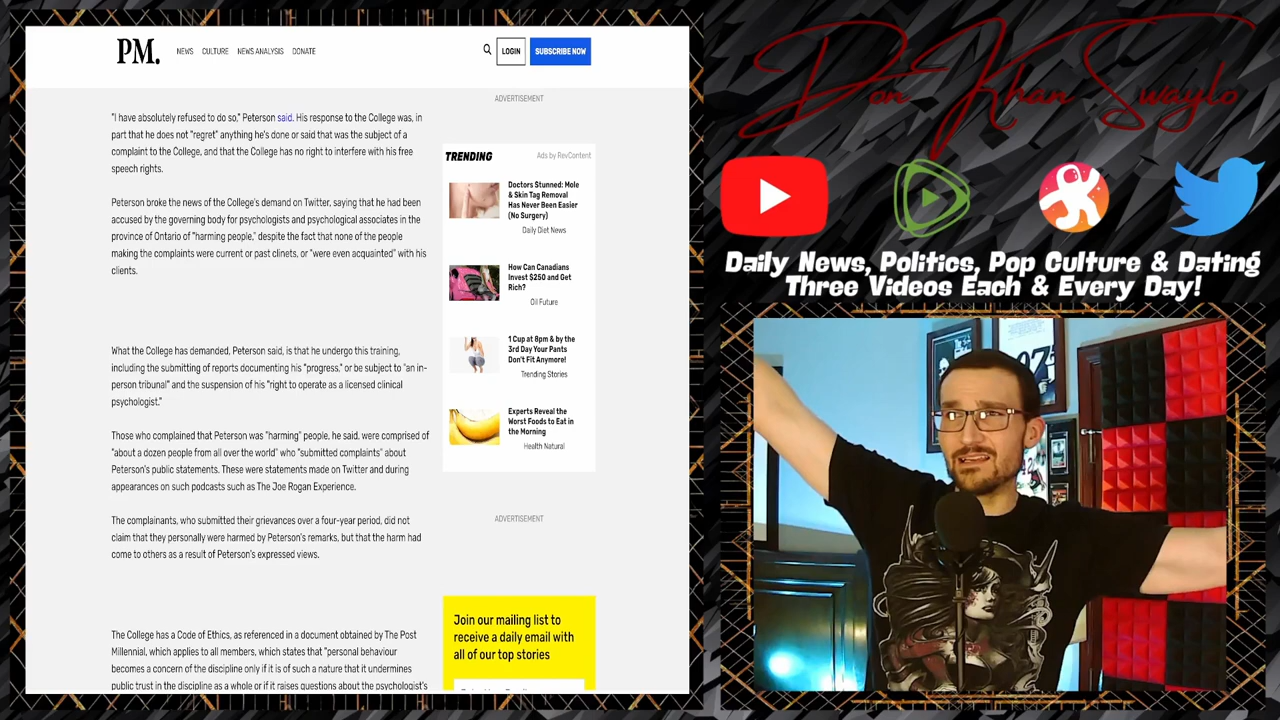 PM.
NEWS CULTURE NEWS ANALYSIS DONATE
LOGIN
SUBSCRIBE NOW
"I have absolutely refused to do so," Peterson said. His response to the College was, in
part that he does not "regret" anything he's done or said that was the subject of a
complaint to the College, and that the College has no right to interfere with his free
speech rights.
Peterson broke the news of the College's demand on Twitter, saying that he had been
accused by the governing body for psychologists and psychological associates in the
province of Ontario of "harming people," despite the fact that none of the people
making the complaints were current or past clinets, or "were even acquainted" with his
clients.
What the College has demanded, Peterson said, is that he undergo this training,
including the submitting of reports documenting his "progress," or be subject to "an in-
person tribunal" and the suspension of his "right to operate as a licensed clinical
psychologist."
Those who complained that Peterson was "harming" people, he said, were comprised of
"about a dozen people from all over the world" who "submitted complaints" about
Peterson's public statements. These were statements made on Twitter and during
appearances on such podcasts such as The Joe Rogan Experience.
The complainants, who submitted their grievances over a four-year period, did not
claim that they personally were harmed by Peterson's remarks, but that the harm had
come to others as a result of Peterson's expressed views.
The College has a Code of Ethics, as referenced in a document obtained by The Post
Millennial, which applies to all members, which states that "personal behaviour
becomes a concern of the discipline only if it is of such a nature that it undermines
public trust in the discipline as a whole or if it raises questions about the psychologist's
ADVERTISEMENT
TRENDING
Ads by RevContent
Doctors Stunned: Mole
& Skin Tag Removal
Has Never Been Easier
(No Surgery)
Daily Diet News
How Can Canadians
Invest $250 and Get
Rich?
Oil Future
1 Cup at 8pm & by the
3rd Day Your Pants
Don't Fit Anymore!
Trending Stories
Experts Reveal the
Worst Foods to Eat in
the Morning
Health Natural
ADVERTISEMENT
Join our mailing list to
receive a daily email with
all of our top stories
Don Khan Swaylo
Daily News, Politics, Pop Culture & Dating
Three Videos Each & Every Day!